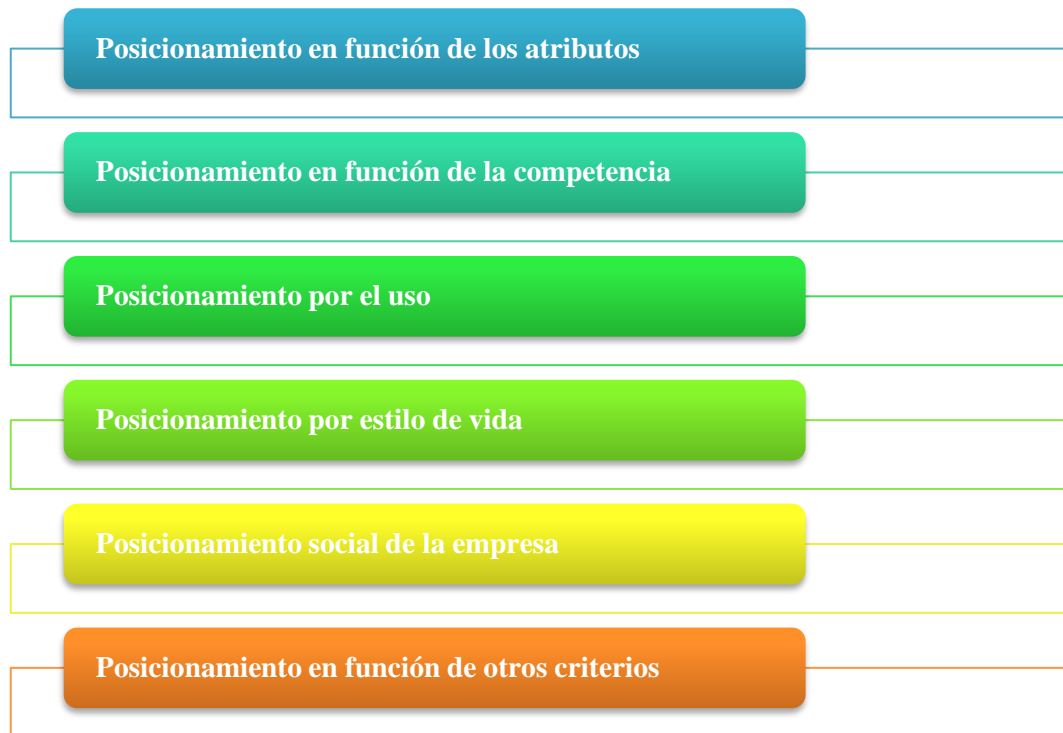 Posicionamiento en función de los atributos
Posicionamiento en función de la competencia
Posicionamiento por el uso
Posicionamiento por estilo de vida
Posicionamiento social de la empresa
Posicionamiento en función de otros criterios